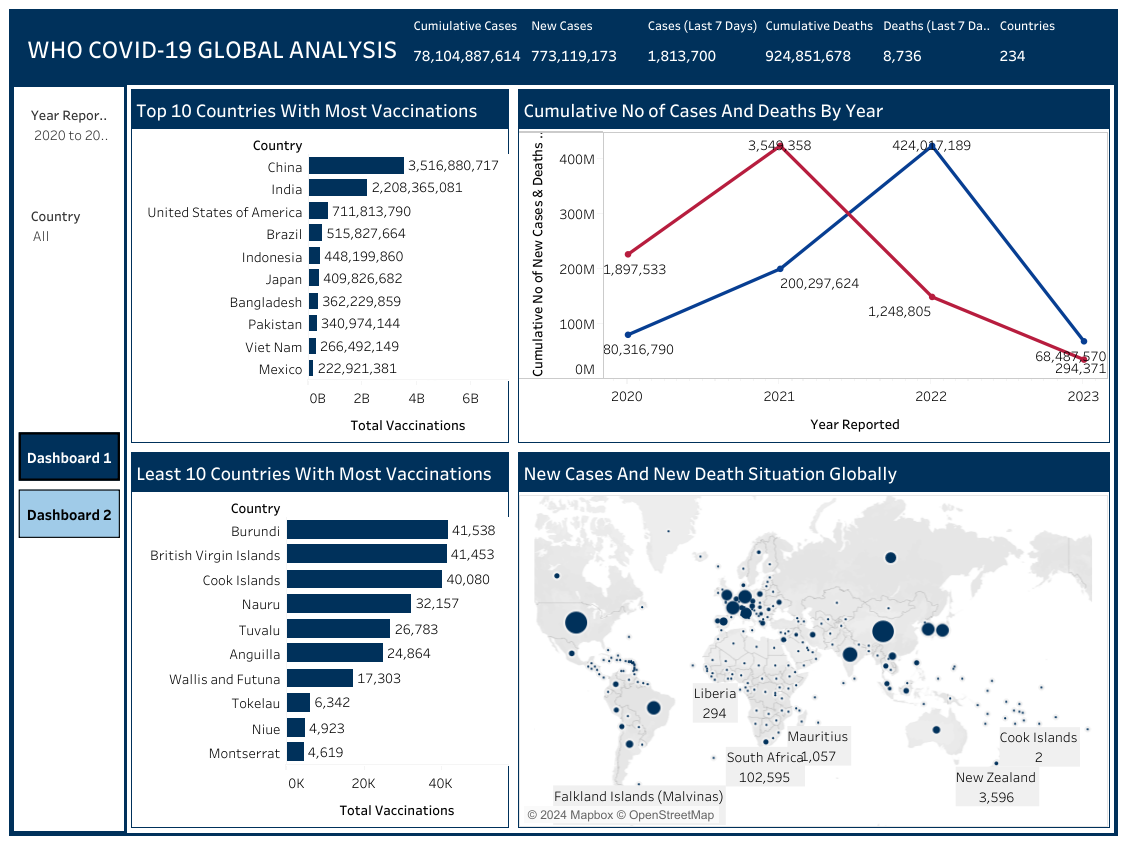 WHO COVID-19 GLOBAL ANALYSIS
Cumiulative Cases
78,104,887,614
New Cases
773,119,173
Cases (Last 7 Days)
1,813,700
Cumulative Deaths
924,851,678
Deaths (Last 7 Da..
8,736
Countries
234
Year Repor..
2020 to 20..
Country
All
Dashboard 1
Dashboard 2
Top 10 Countries With Most Vaccinations
Country
China 3,516,880,717
India 2,208,365,081
United States of America 711,813,790
Brazil 515,827,664
Indonesia 448,199,860
Japan 409,826,682
Bangladesh 362,229,859
Pakistan 340,974,144
Viet Nam 266,492,149
Mexico 222,921,381
0B 2B 4B 6B
Total Vaccinations
Cumulative No of Cases And Deaths By Year
Cumulative No of New Cases & Deaths ..
400M
300M
200M
100M
0M
3,549,358
424,017,189
1,897,533
200,297,624
1,248,805
80,316,790
68,487,570
294,371
2020 2021 2022 2023
Year Reported
Least 10 Countries With Most Vaccinations
Country
Burundi 41,538
British Virgin Islands 41,453
Cook Islands 40,080
Nauru 32,157
Tuvalu 26,783
Anguilla 24,864
Wallis and Futuna 17,303
Tokelau 6,342
Niue 4,923
Montserrat 4,619
0K 20K 40K
Total Vaccinations
New Cases And New Death Situation Globally
Liberia
294
Mauritius
1,057
South Africa
102,595
Cook Islands
2
New Zealand
3,596
Falkland Islands (Malvinas)
© 2024 Mapbox © OpenStreetMap